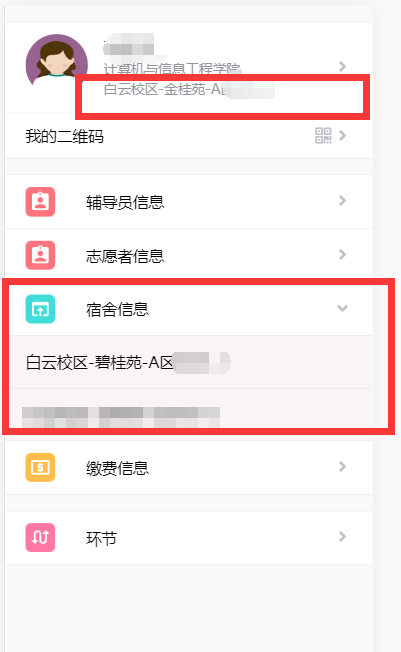 计算机与信息工程学院
白云校区-金桂苑-A
我的二维码
辅导员信息
志愿者信息
宿舍信息
白云校区-碧桂苑-A区
缴费信息
环节